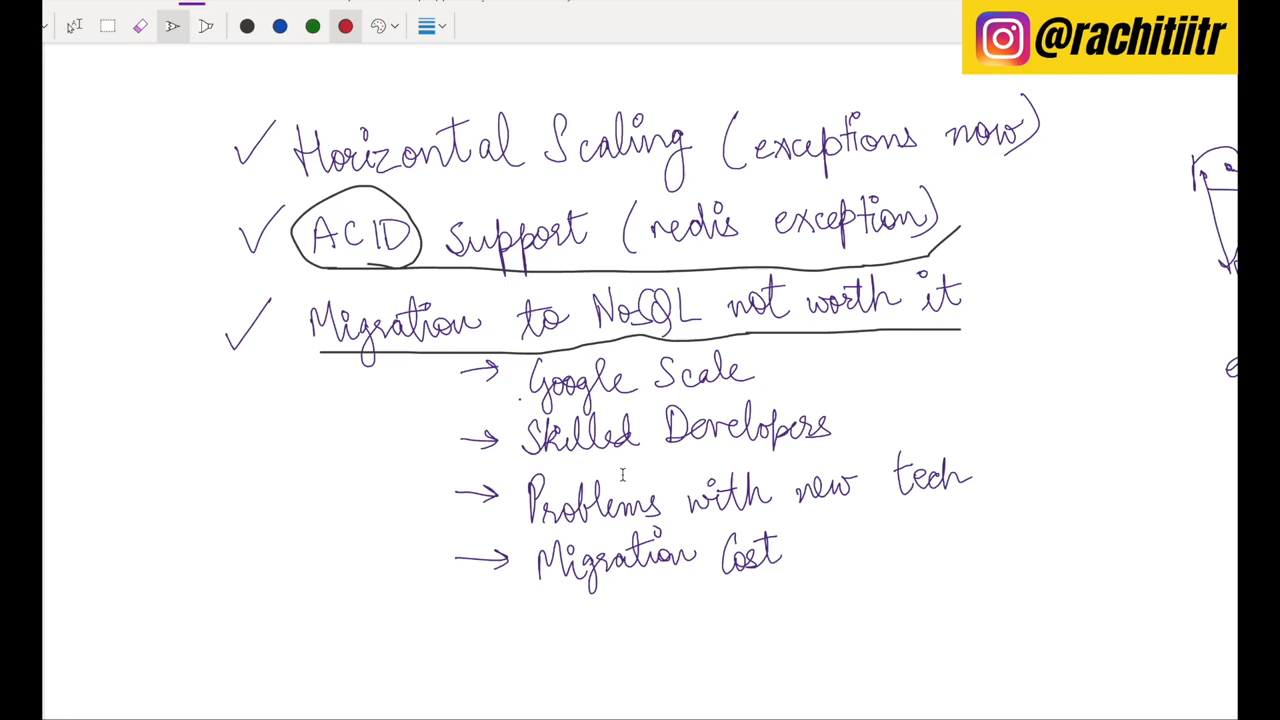 @rachitiitr
✓ Horizontal Scaling (exceptions now)
✓ ACID support (redis exception)
✓ Migration to NoSQL not worth it
→ Google Scale
→ Skilled Developers
→ Problems with new tech
→ Migration Cost